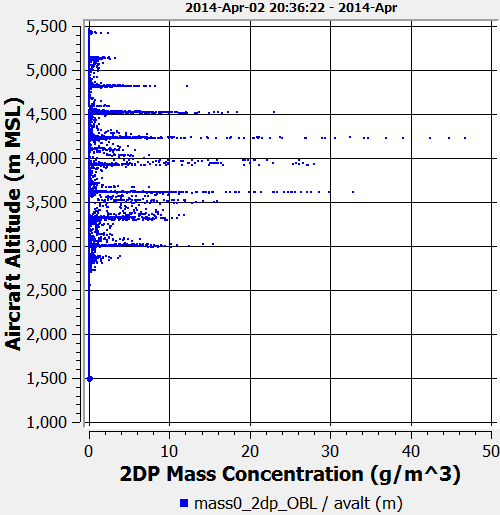 2014-Apr-02 20:36:22 - 2014-Apr
5,500
5,000
4,500
4,000
3,500
3,000
2,500
2,000
1,500
1,000
Aircraft Altitude (m MSL)
0 10 20 30 40 50
2DP Mass Concentration (g/m^3)
mass0_2dp_OBL / avalt (m)